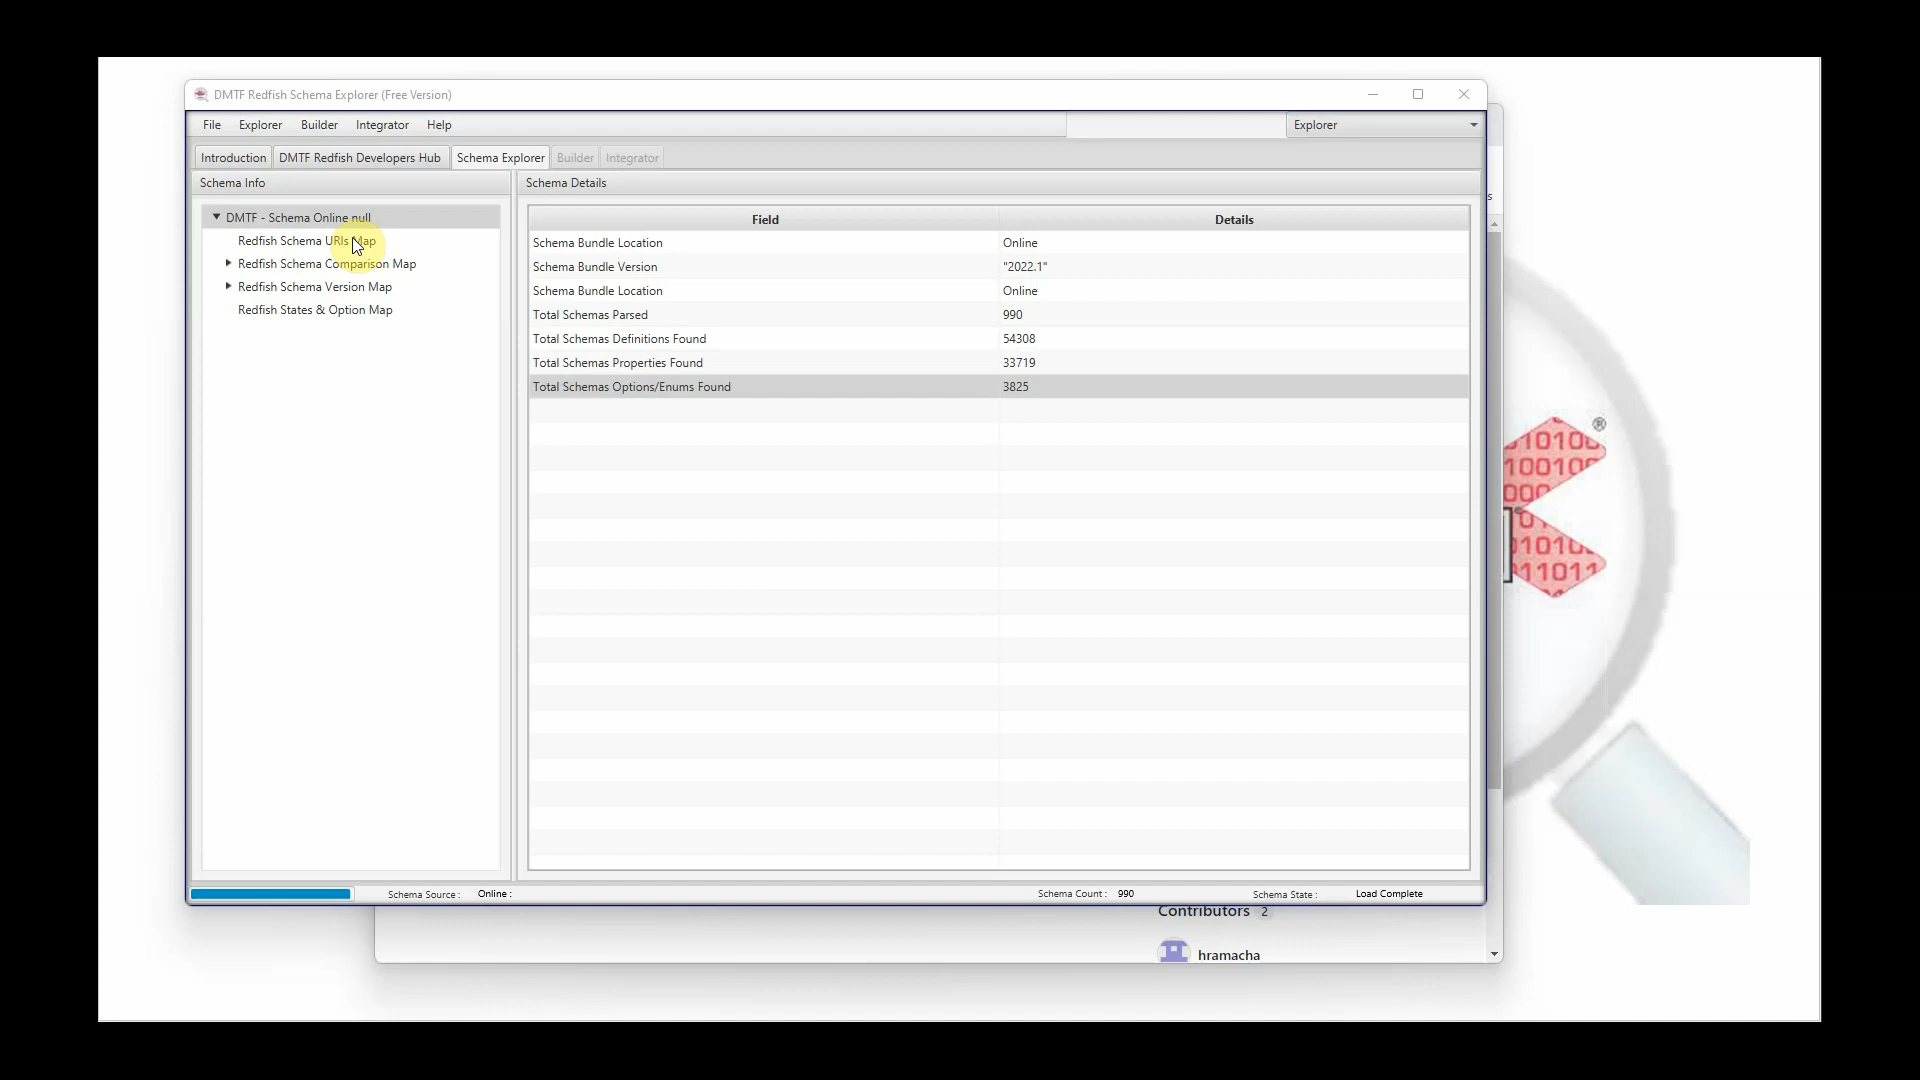 DMTF Redfish Schema Explorer (Free Version)
File Explorer Builder Integrator Help Explorer
Introduction DMTF Redfish Developers Hub Schema Explorer Builder Integrator
Schema Info
DMTF - Schema Online null
Redfish Schema URIs Map
Redfish Schema Comparison Map
Redfish Schema Version Map
Redfish States & Option Map
Schema Details
Field Details
Schema Bundle Location Online
Schema Bundle Version "2022.1"
Schema Bundle Location Online
Total Schemas Parsed 990
Total Schemas Definitions Found 54308
Total Schemas Properties Found 33719
Total Schemas Options/Enums Found 3825
Schema Source : Online : Schema Count : 990 Schema State : Load Complete
Contributors 2
hramacha